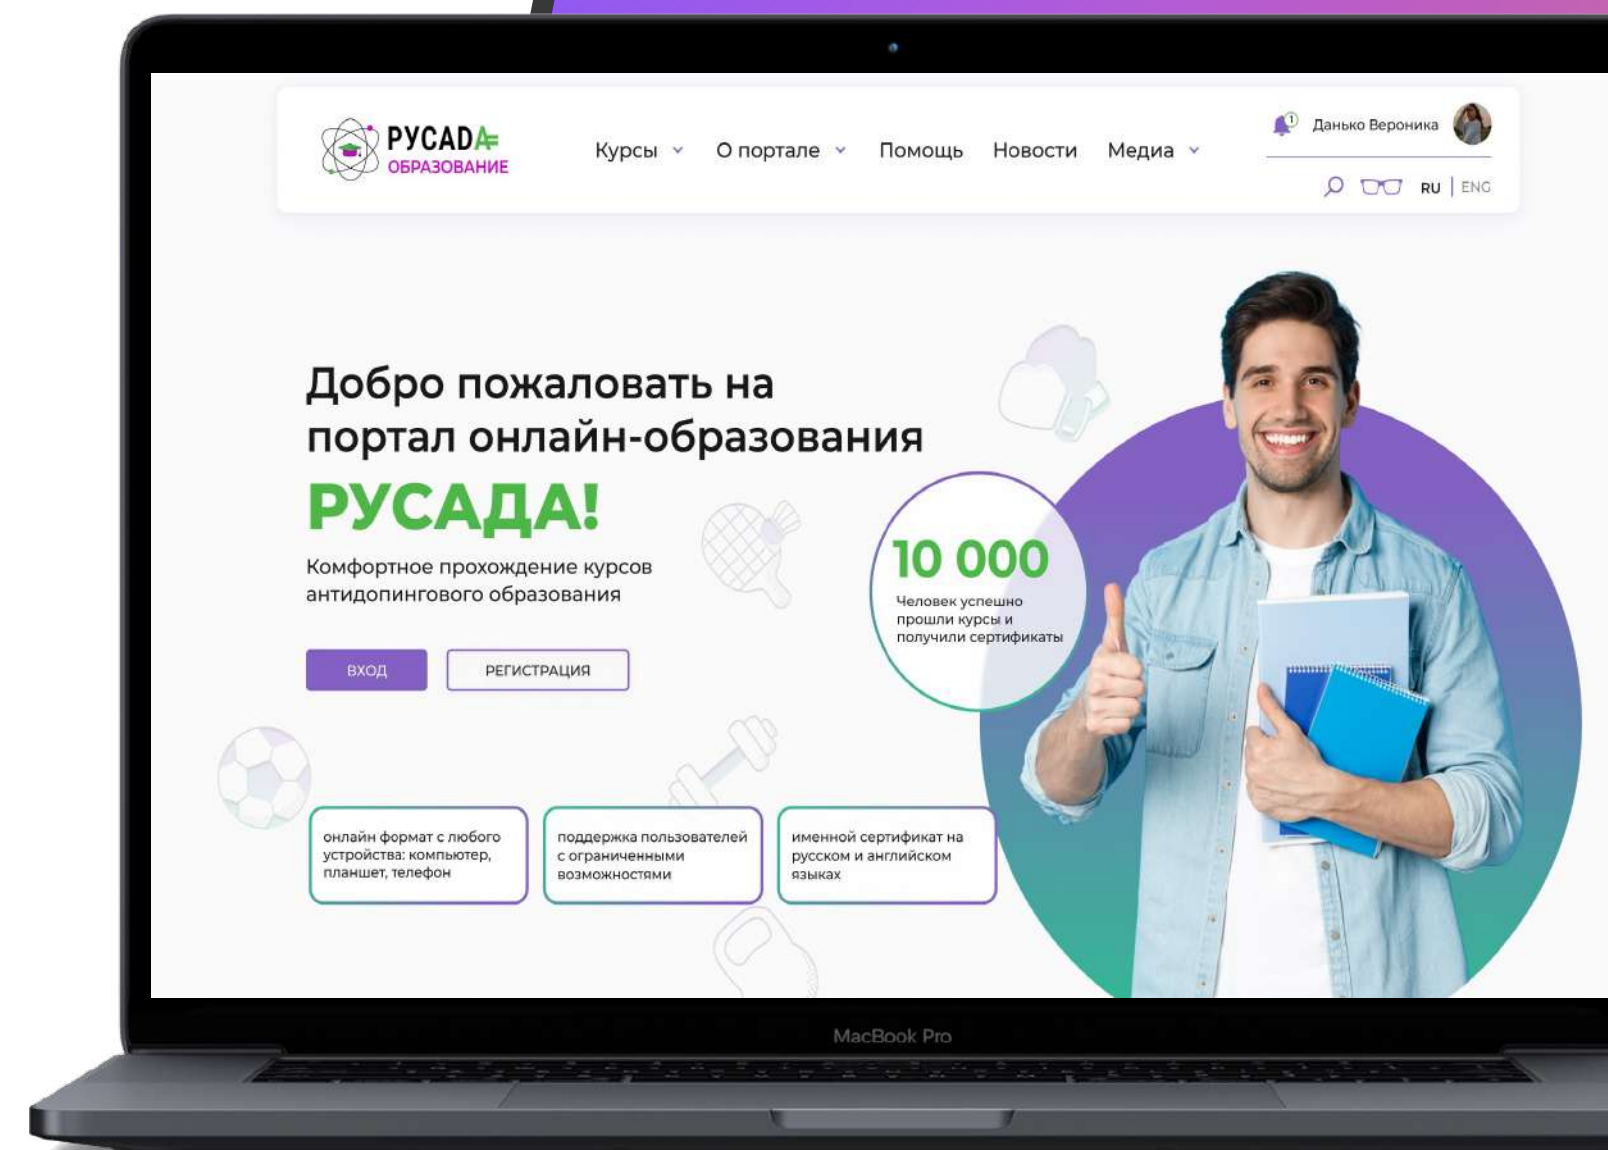 РУСАДА
ОБРАЗОВАНИЕ
Курсы
О портале
Помощь
Новости
Медиа
1
Данько Вероника
RU | ENG
Добро пожаловать на
портал онлайн-образования
РУСАДА!
Комфортное прохождение курсов
антидопингового образования
ВХОД
РЕГИСТРАЦИЯ
10 000
Человек успешно
прошли курсы и
получили сертификаты
онлайн формат с любого
устройства: компьютер,
планшет, телефон
поддержка пользователей
с ограниченными
возможностями
именной сертификат на
русском и английском
языках
MacBook Pro